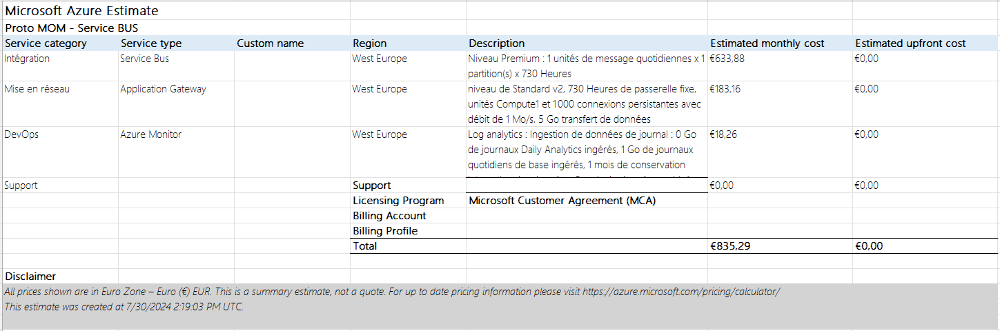 Microsoft Azure Estimate
Proto MOM - Service BUS
Service category Service type Custom name Region Description Estimated monthly cost Estimated upfront cost
Intégration Service Bus West Europe Niveau Premium : 1 unités de message quotidiennes x 1 €633,88 €0,00
partition(s) x 730 Heures
Mise en réseau Application Gateway West Europe niveau de Standard v2, 730 Heures de passerelle fixe, €183,16 €0,00
unités Compute1 et 1000 connexions persistantes avec
débit de 1 Mo/s, 5 Go transfert de données
DevOps Azure Monitor West Europe Log analytics : Ingestion de données de journal : 0 Go €18,26 €0,00
de journaux Daily Analytics ingérés, 1 Go de journaux
quotidiens de base ingérés, 1 mois de conservation
Support Support €0,00 €0,00
Licensing Program Microsoft Customer Agreement (MCA)
Billing Account
Billing Profile
Total €835,29 €0,00
Disclaimer
All prices shown are in Euro Zone – Euro (€) EUR. This is a summary estimate, not a quote. For up to date pricing information please visit https://azure.microsoft.com/pricing/calculator/
This estimate was created at 7/30/2024 2:19:03 PM UTC.